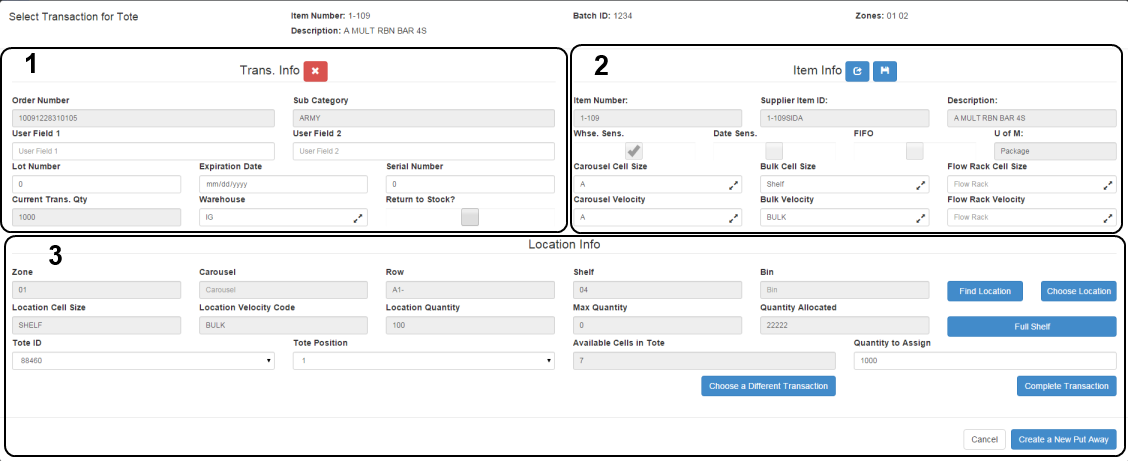 Select Transaction for Tote
Item Number: 1-109
Batch ID: 1234
Zones: 01 02
Description: A MULT RBN BAR 4S
1
Trans. Info
Order Number
Sub Category
10091228310105
ARMY
User Field 1
User Field 2
User Field 1
User Field 2
Lot Number
Expiration Date
Serial Number
0
mm/dd/yyyy
0
Current Trans. Qty
Warehouse
Return to Stock?
1000
IG
2
Item Info
Item Number:
Supplier Item ID:
Description:
1-109
1-109SIDA
A MULT RBN BAR 4S
Whse. Sens.
Date Sens.
FIFO
U of M:
Package
Carousel Cell Size
Bulk Cell Size
Flow Rack Cell Size
A
Shelf
Flow Rack
Carousel Velocity
Bulk Velocity
Flow Rack Velocity
A
BULK
Flow Rack
3
Location Info
Zone
Carousel
Row
Shelf
Bin
01
Carousel
A1-
04
Bin
Find Location
Choose Location
Location Cell Size
Location Velocity Code
Location Quantity
Max Quantity
Quantity Allocated
SHELF
BULK
100
0
22222
Full Shelf
Tote ID
Tote Position
Available Cells in Tote
Quantity to Assign
88460
1
7
1000
Choose a Different Transaction
Complete Transaction
Cancel
Create a New Put Away